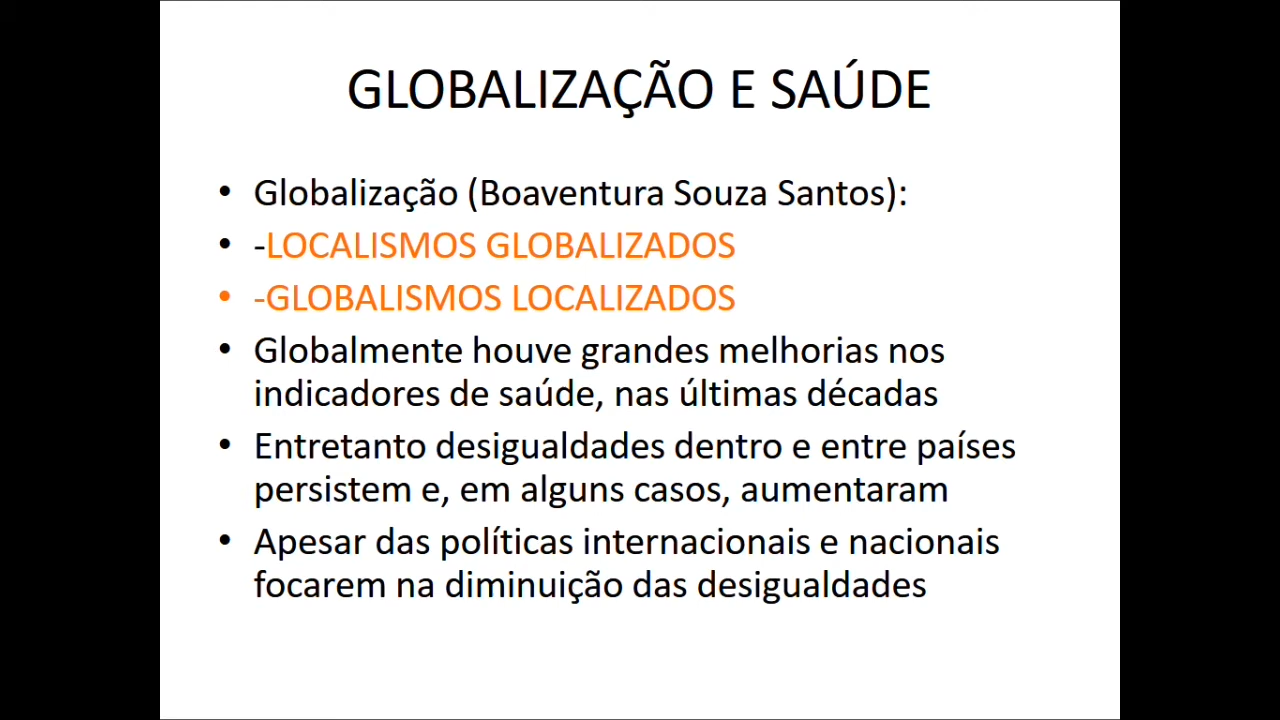 GLOBALIZAÇÃO E SAÚDE
• Globalização (Boaventura Souza Santos):
• -LOCALISMOS GLOBALIZADOS
• -GLOBALISMOS LOCALIZADOS
• Globalmente houve grandes melhorias nos
indicadores de saúde, nas últimas décadas
• Entretanto desigualdades dentro e entre países
persistem e, em alguns casos, aumentaram
• Apesar das políticas internacionais e nacionais
focarem na diminuição das desigualdades